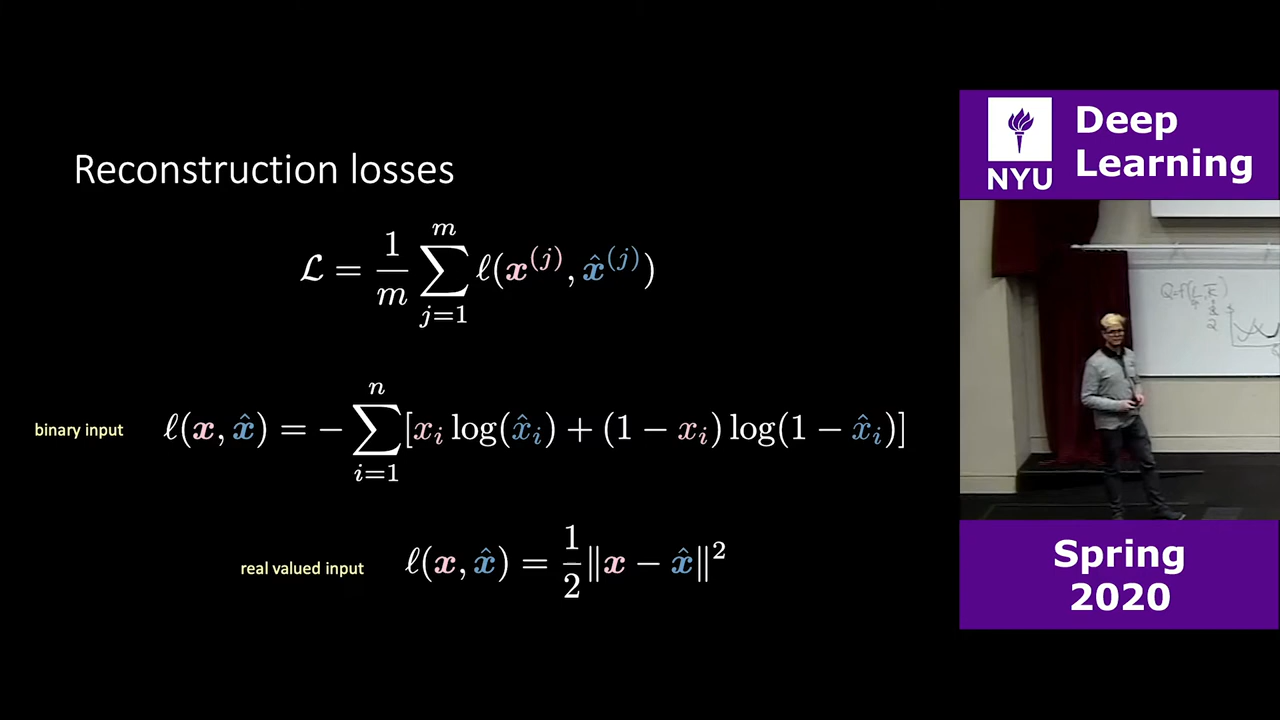 Reconstruction losses
ℒ = 1/m ∑_{j=1}^{m} ℓ(x^{(j)}, x̂^{(j)})
binary input ℓ(x, x̂) = − ∑_{i=1}^{n} [x_i log(x̂_i) + (1 − x_i) log(1 − x̂_i)]
real valued input ℓ(x, x̂) = 1/2 ‖x − x̂‖²
NYU
Deep
Learning
Spring
2020